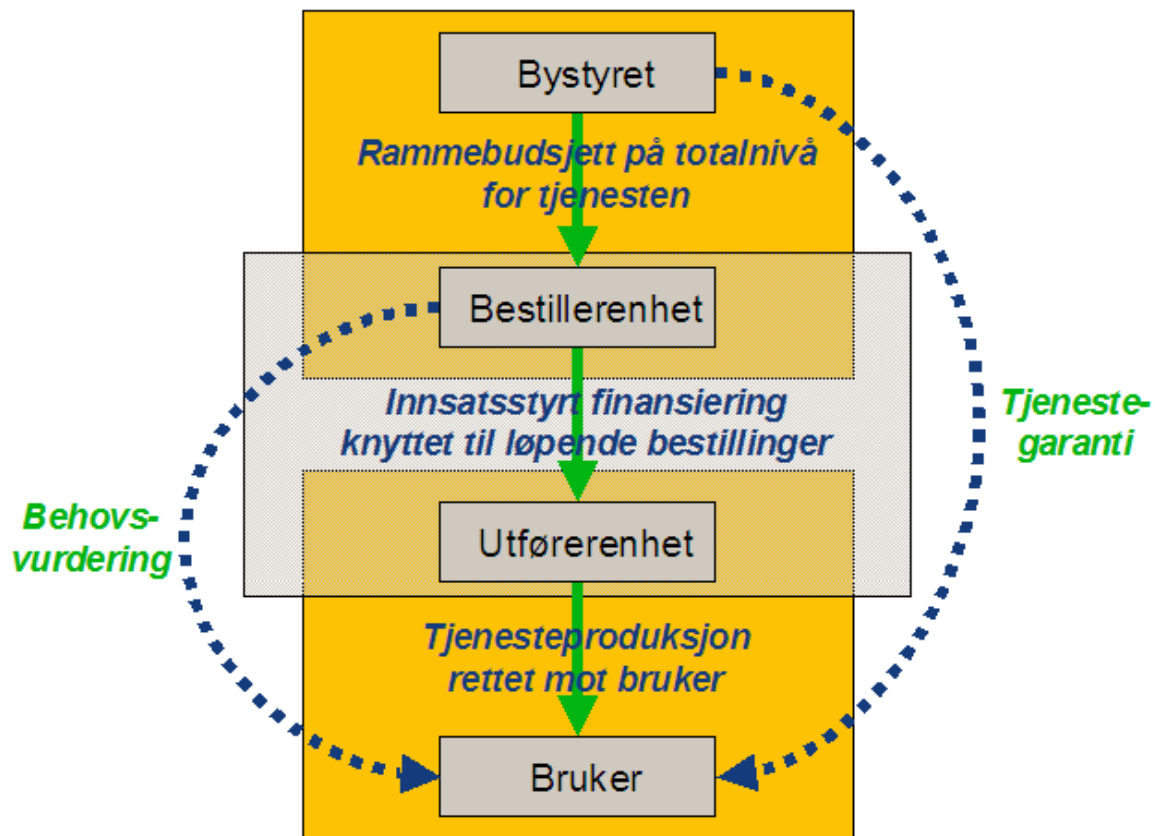 Bystyret
Rammebudsjett på totalnivå
for tjenesten
Bestillerenhet
Innsatsstyrt finansiering
knyttet til løpende bestillinger
Tjeneste-
garanti
Behovs-
vurdering
Utførerenhet
Tjenesteproduksjon
rettet mot bruker
Bruker